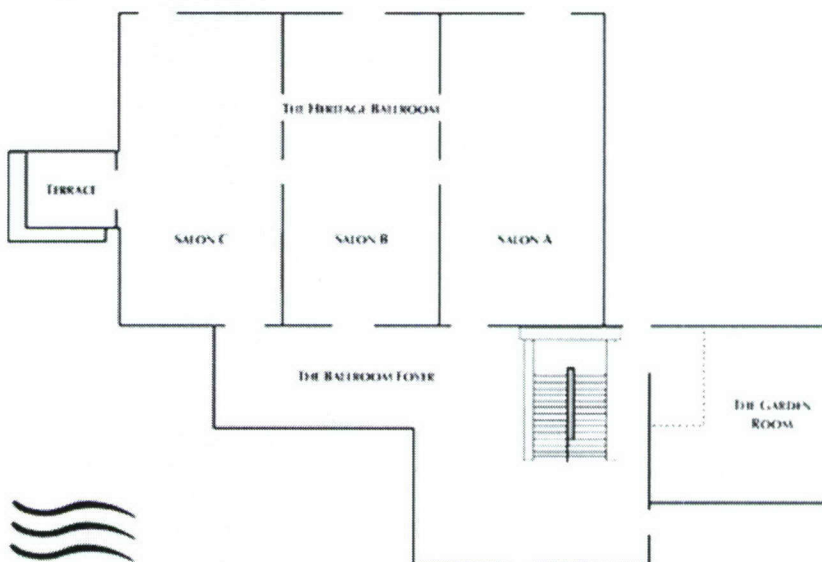 THE HERITAGE BALLROOM
TERRACE
SALON C
SALON B
SALON A
THE BALLROOM FOYER
THE GARDEN
ROOM